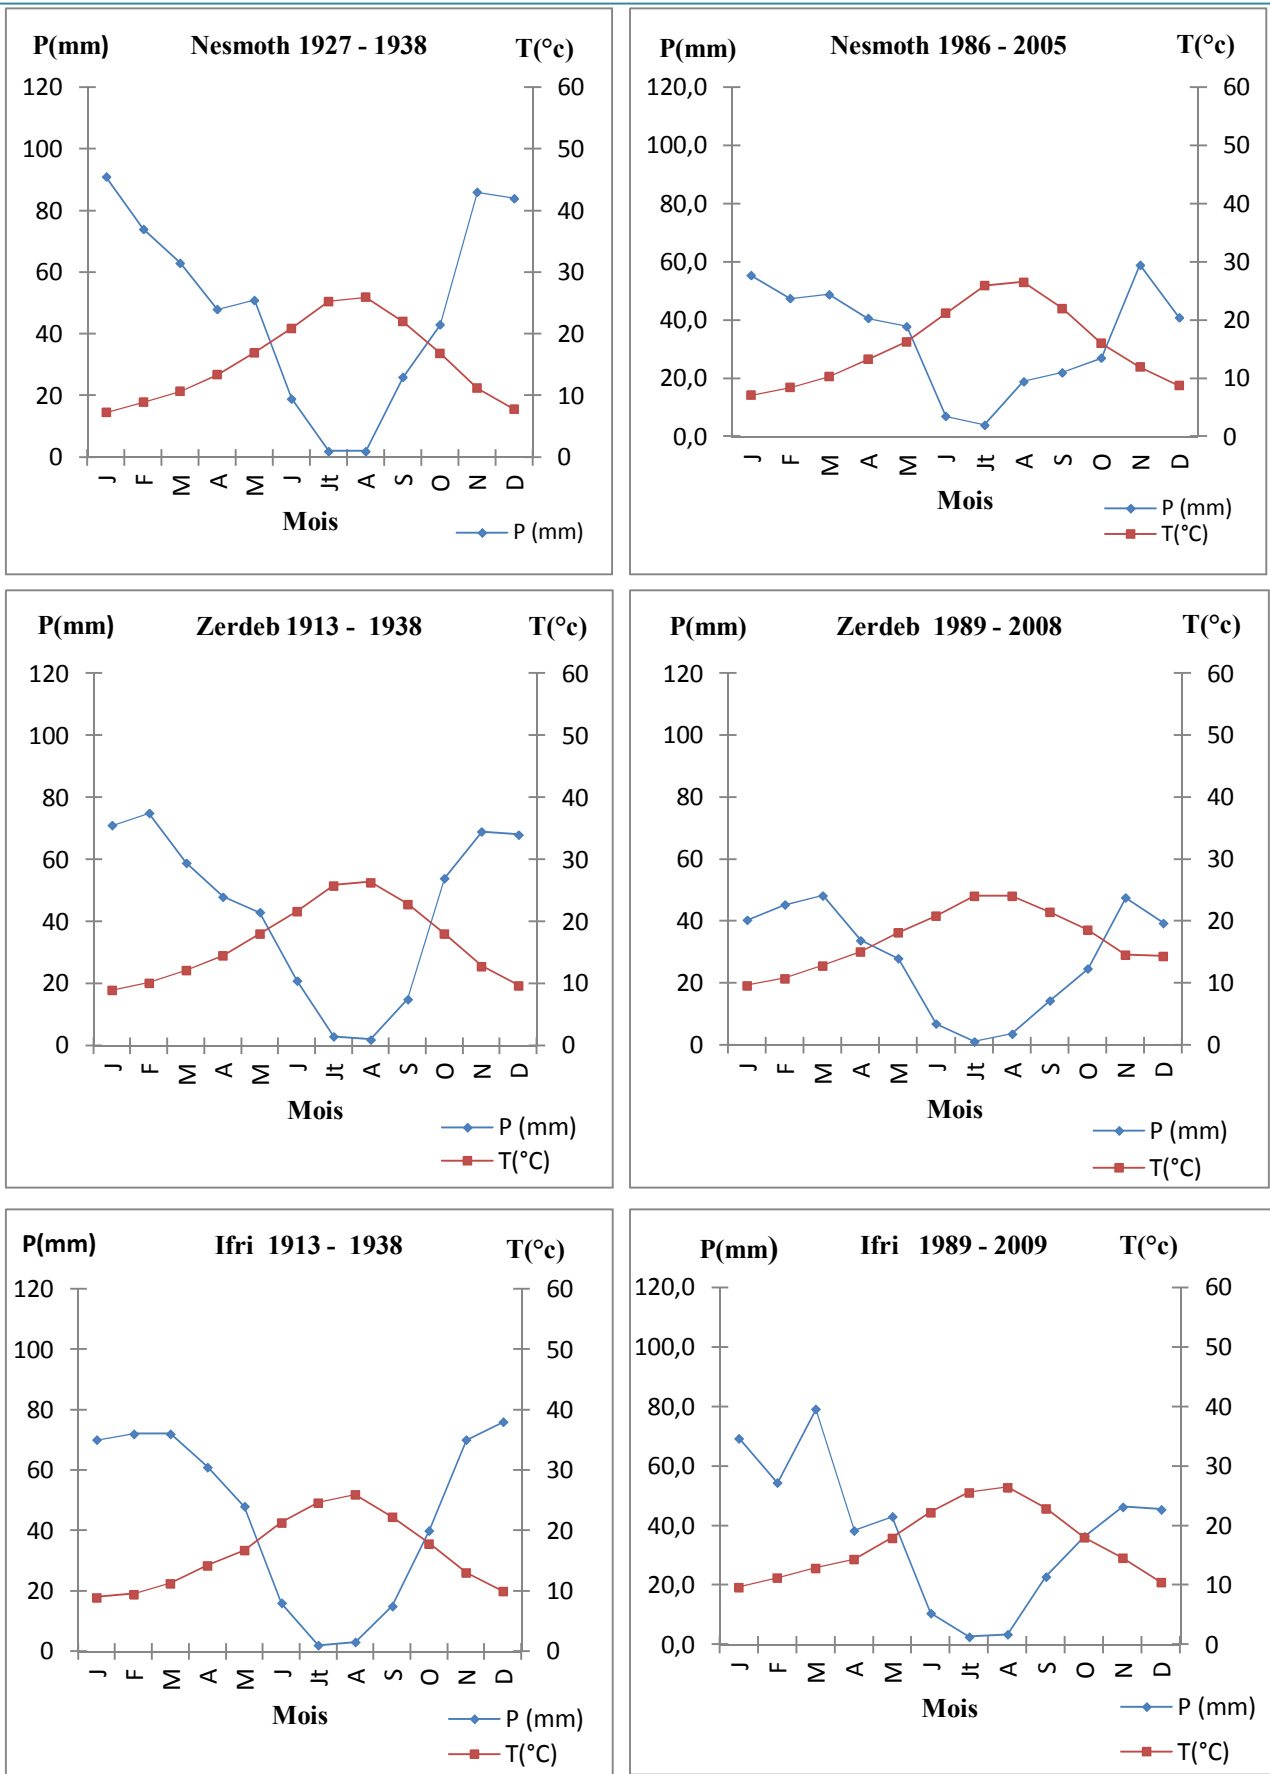 P(mm) Nesmoth 1927 - 1938 T(°c)
120 60
100 50
80 40
60 30
40 20
20 10
0 0
J F M A M J Jt A S O N D
Mois
P (mm)
P(mm) Nesmoth 1986 - 2005 T(°c)
120,0 60
100,0 50
80,0 40
60,0 30
40,0 20
20,0 10
0,0 0
J F M A M J Jt A S O N D
Mois
P (mm)
T(°C)
P(mm) Zerdeb 1913 - 1938 T(°c)
120 60
100 50
80 40
60 30
40 20
20 10
0 0
J F M A M J Jt A S O N D
Mois
P (mm)
T(°C)
P(mm) Zerdeb 1989 - 2008 T(°c)
120 60
100 50
80 40
60 30
40 20
20 10
0 0
J F M A M J Jt A S O N D
Mois
P (mm)
T(°C)
P(mm) Ifri 1913 - 1938 T(°c)
120 60
100 50
80 40
60 30
40 20
20 10
0 0
J F M A M J Jt A S O N D
Mois
P (mm)
T(°C)
P(mm) Ifri 1989 - 2009 T(°c)
120,0 60
100,0 50
80,0 40
60,0 30
40,0 20
20,0 10
0,0 0
J F M A M J Jt A S O N D
Mois
P (mm)
T(°C)